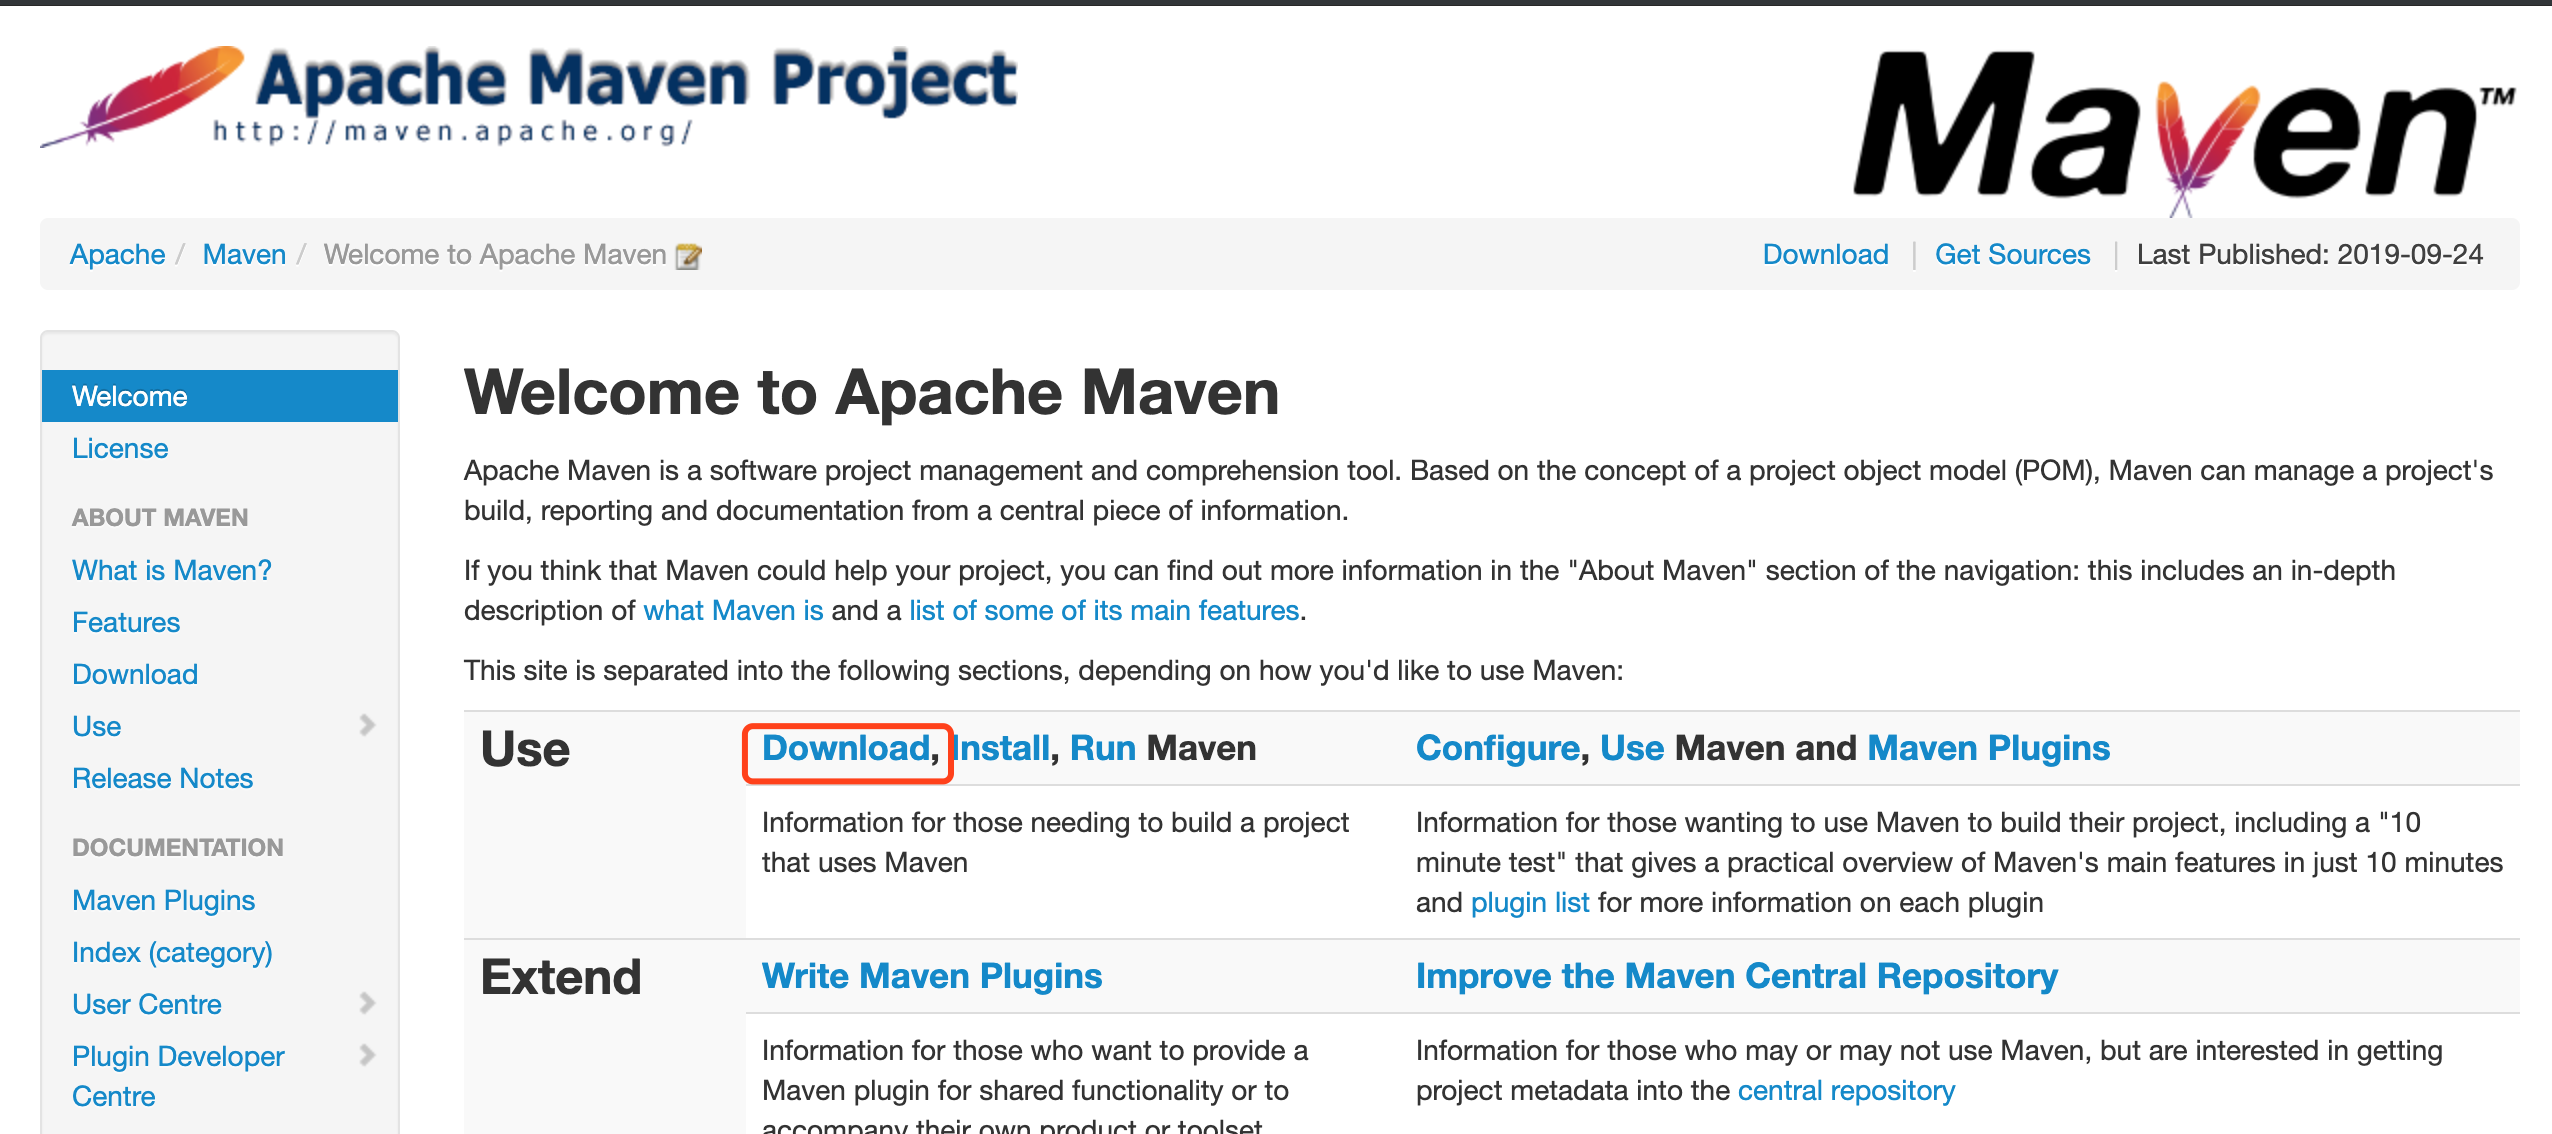 Apache Maven Project
http://maven.apache.org/
Maven™
Apache / Maven / Welcome to Apache Maven
Download | Get Sources | Last Published: 2019-09-24
Welcome
License
ABOUT MAVEN
What is Maven?
Features
Download
Use
Release Notes
DOCUMENTATION
Maven Plugins
Index (category)
User Centre
Plugin Developer
Centre
Welcome to Apache Maven
Apache Maven is a software project management and comprehension tool. Based on the concept of a project object model (POM), Maven can manage a project's
build, reporting and documentation from a central piece of information.
If you think that Maven could help your project, you can find out more information in the "About Maven" section of the navigation: this includes an in-depth
description of what Maven is and a list of some of its main features.
This site is separated into the following sections, depending on how you'd like to use Maven:
Use
Download, Install, Run Maven
Information for those needing to build a project
that uses Maven
Configure, Use Maven and Maven Plugins
Information for those wanting to use Maven to build their project, including a "10
minute test" that gives a practical overview of Maven's main features in just 10 minutes
and plugin list for more information on each plugin
Extend
Write Maven Plugins
Information for those who want to provide a
Maven plugin for shared functionality or to
accompany their own product or toolset
Improve the Maven Central Repository
Information for those who may or may not use Maven, but are interested in getting
project metadata into the central repository